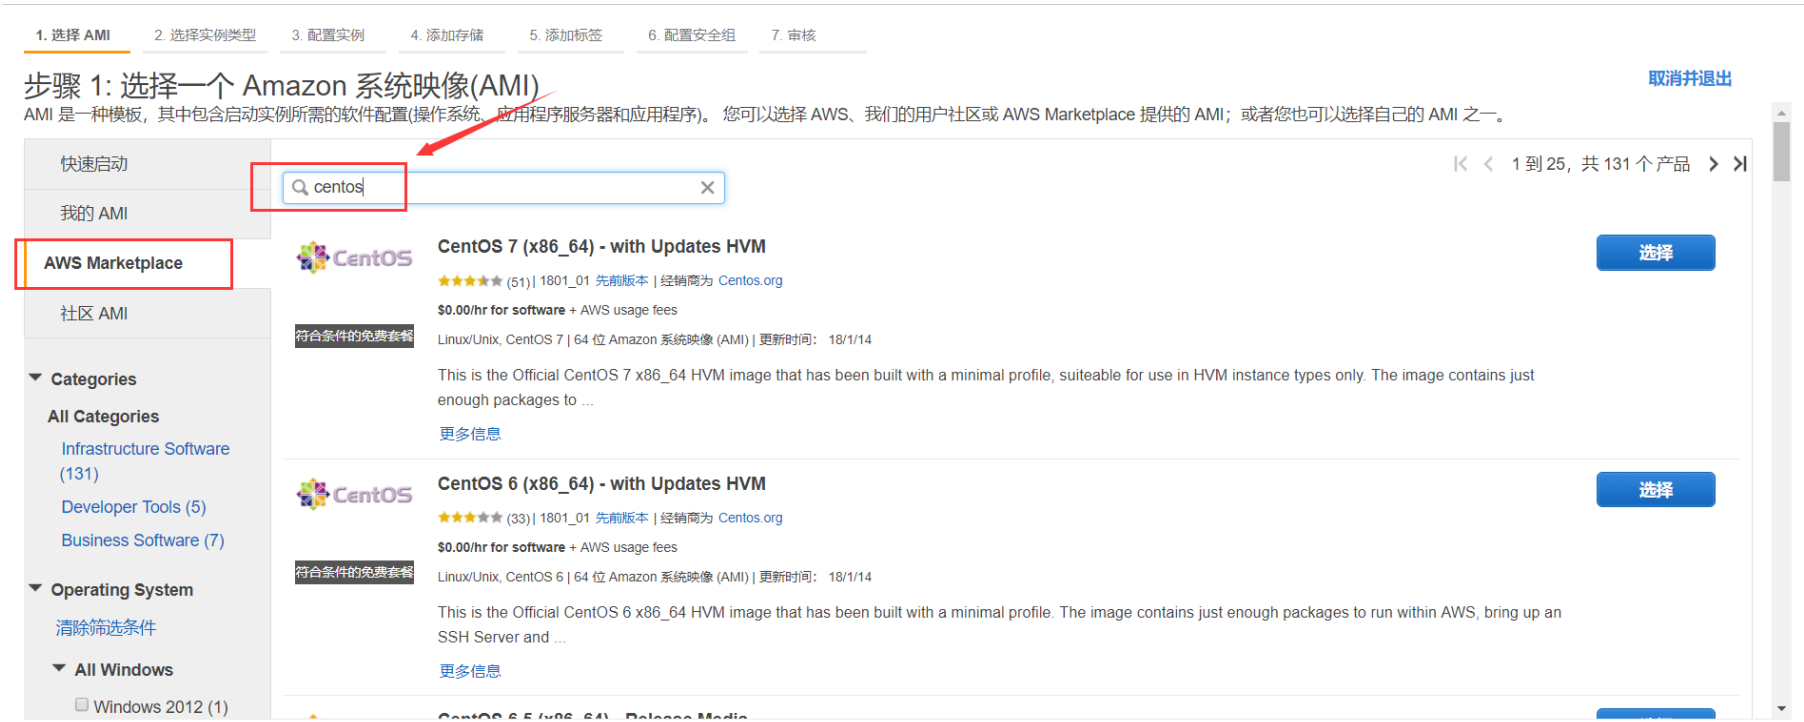 1. 选择 AMI
2. 选择实例类型
3. 配置实例
4. 添加存储
5. 添加标签
6. 配置安全组
7. 审核
步骤 1: 选择一个 Amazon 系统映像(AMI)
取消并退出
AMI 是一种模板，其中包含启动实例所需的软件配置(操作系统、应用程序服务器和应用程序)。 您可以选择 AWS、我们的用户社区或 AWS Marketplace 提供的 AMI；或者您也可以选择自己的 AMI 之一。
快速启动
我的 AMI
AWS Marketplace
社区 AMI
Categories
All Categories
Infrastructure Software
(131)
Developer Tools (5)
Business Software (7)
Operating System
清除筛选条件
All Windows
Windows 2012 (1)
centos
1 到 25，共 131 个 产品
CentOS
CentOS 7 (x86_64) - with Updates HVM
选择
(51) | 1801_01 先前版本 | 经销商为 Centos.org
$0.00/hr for software + AWS usage fees
符合条件的免费套餐
Linux/Unix, CentOS 7 | 64 位 Amazon 系统映像 (AMI) | 更新时间： 18/1/14
This is the Official CentOS 7 x86_64 HVM image that has been built with a minimal profile, suiteable for use in HVM instance types only. The image contains just
enough packages to ...
更多信息
CentOS
CentOS 6 (x86_64) - with Updates HVM
选择
(33) | 1801_01 先前版本 | 经销商为 Centos.org
$0.00/hr for software + AWS usage fees
符合条件的免费套餐
Linux/Unix, CentOS 6 | 64 位 Amazon 系统映像 (AMI) | 更新时间： 18/1/14
This is the Official CentOS 6 x86_64 HVM image that has been built with a minimal profile. The image contains just enough packages to run within AWS, bring up an
SSH Server and ...
更多信息
CentOS 6.5 (x86_64) - Release Media
选择